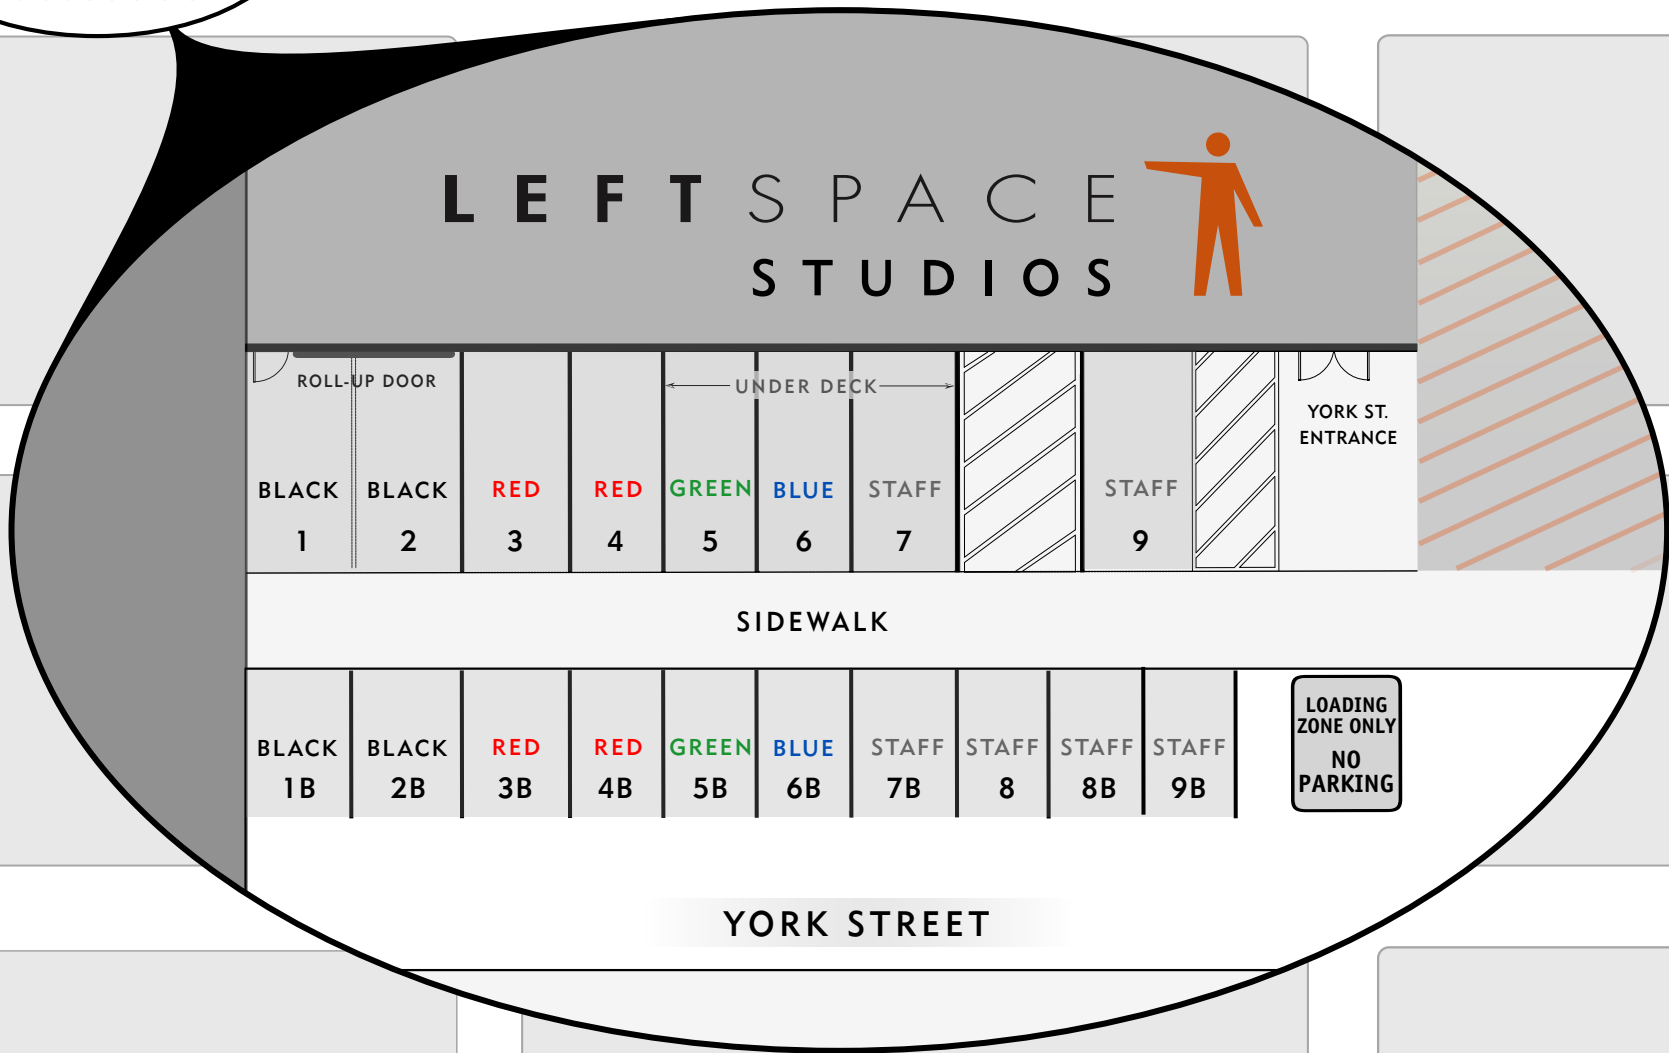 LEFTSPACE
STUDIOS
ROLL-UP DOOR
UNDER DECK
YORK ST.
ENTRANCE
BLACK BLACK RED RED GREEN BLUE STAFF STAFF
1 2 3 4 5 6 7 9
SIDEWALK
BLACK BLACK RED RED GREEN BLUE STAFF STAFF STAFF STAFF
1B 2B 3B 4B 5B 6B 7B 8 8B 9B
LOADING
ZONE ONLY
NO
PARKING
YORK STREET